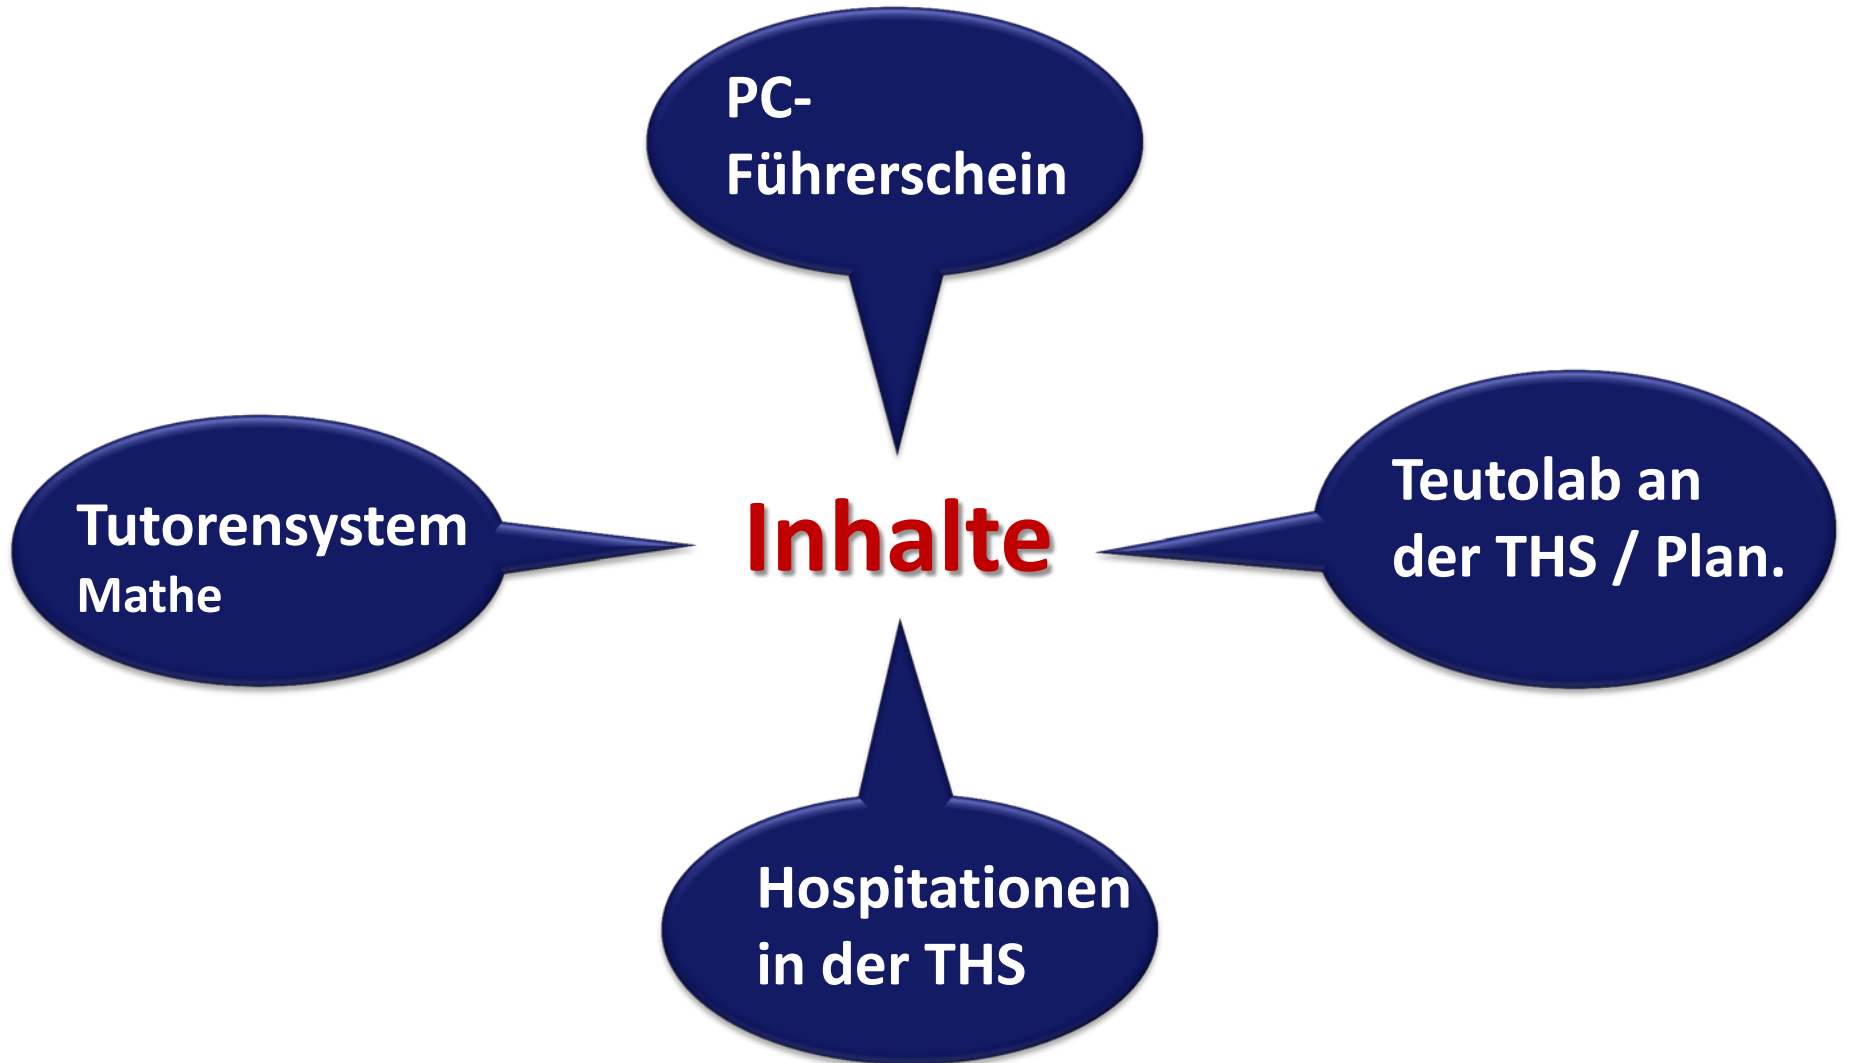 PC-
Führerschein
Tutorensystem
Mathe
Inhalte
Teutolab an
der THS / Plan.
Hospitationen
in der THS